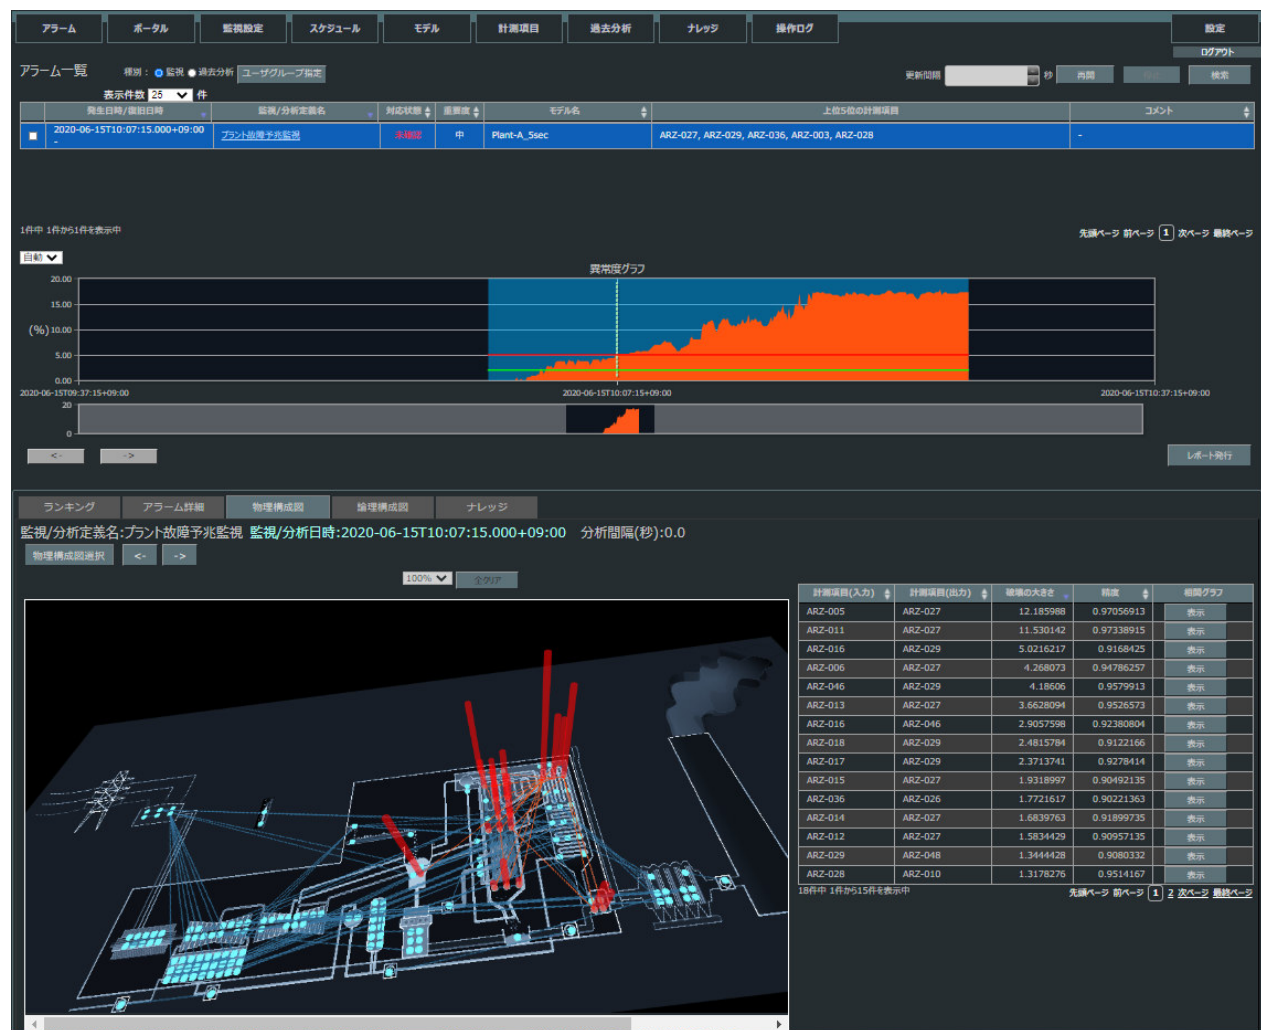 アラーム ポータル 監視設定 スケジュール モデル 計測項目 過去分析 ナレッジ 操作ログ 設定
ログアウト
アラーム一覧 種別： 監視 過去分析 ユーザグループ指定 更新間隔 秒 再開 検索
表示件数 25 件
発生日時/復旧日時 監視/分析定義名 対応状態 重要度 モデル名 上位5位の計測項目 コメント
2020-06-15T10:07:15.000+09:00 プラント故障予兆監視 未確認 中 Plant-A_5sec ARZ-027, ARZ-029, ARZ-036, ARZ-003, ARZ-028 -
-
1件中 1件から1件を表示中 先頭ページ 前ページ 1 次ページ 最終ページ
自動
異常度グラフ
20.00
15.00
(%) 10.00
5.00
0.00
2020-06-15T09:37:15+09:00 2020-06-15T10:07:15+09:00 2020-06-15T10:37:15+09:00
20
0
<- -> レポート発行
ランキング アラーム詳細 物理構成図 論理構成図 ナレッジ
監視/分析定義名:プラント故障予兆監視 監視/分析日時:2020-06-15T10:07:15.000+09:00 分析間隔(秒):0.0
物理構成図選択 <- ->
100% 全クリア
計測項目(入力) 計測項目(出力) 破壊の大きさ 精度 相関グラフ
ARZ-005 ARZ-027 12.185988 0.97056913 表示
ARZ-011 ARZ-027 11.530142 0.97338915 表示
ARZ-016 ARZ-029 5.0216217 0.9168425 表示
ARZ-006 ARZ-027 4.268073 0.94786257 表示
ARZ-046 ARZ-029 4.18606 0.9579913 表示
ARZ-013 ARZ-027 3.6628094 0.9526573 表示
ARZ-016 ARZ-046 2.9057598 0.92380804 表示
ARZ-018 ARZ-029 2.4815784 0.9122166 表示
ARZ-017 ARZ-029 2.3713741 0.9278414 表示
ARZ-015 ARZ-027 1.9318997 0.90492135 表示
ARZ-036 ARZ-026 1.7721617 0.90221363 表示
ARZ-014 ARZ-027 1.6839763 0.91899735 表示
ARZ-012 ARZ-027 1.5834429 0.90957135 表示
ARZ-029 ARZ-048 1.3444428 0.9080332 表示
ARZ-028 ARZ-010 1.3178276 0.9514167 表示
18件中 1件から15件を表示中 先頭ページ 前ページ 1 2 次ページ 最終ページ